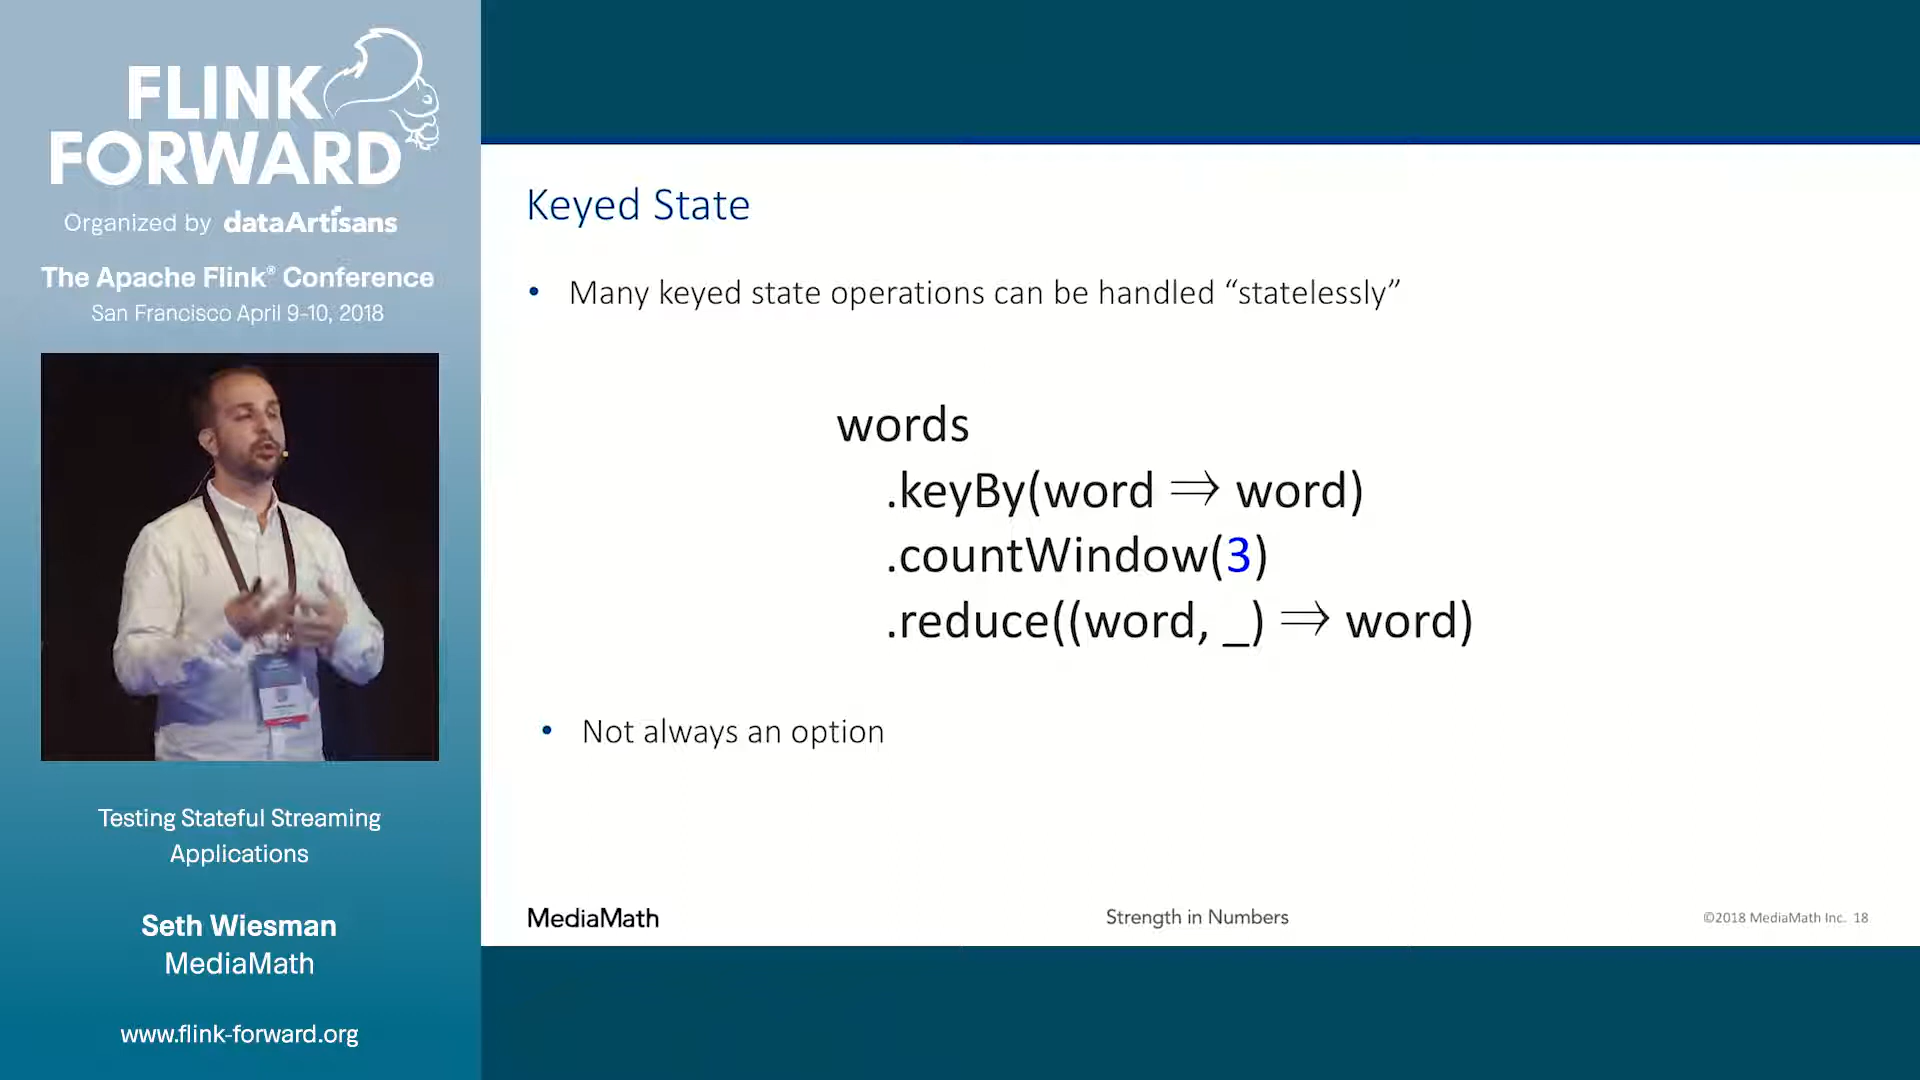 FLINK
FORWARD
Organized by dataArtisans
The Apache Flink® Conference
San Francisco April 9-10, 2018
Testing Stateful Streaming
Applications
Seth Wiesman
MediaMath
www.flink-forward.org
Keyed State
• Many keyed state operations can be handled “statelessly”
words
.keyBy(word ⇒ word)
.countWindow(3)
.reduce((word, _) ⇒ word)
• Not always an option
MediaMath
Strength in Numbers
©2018 MediaMath Inc. 18